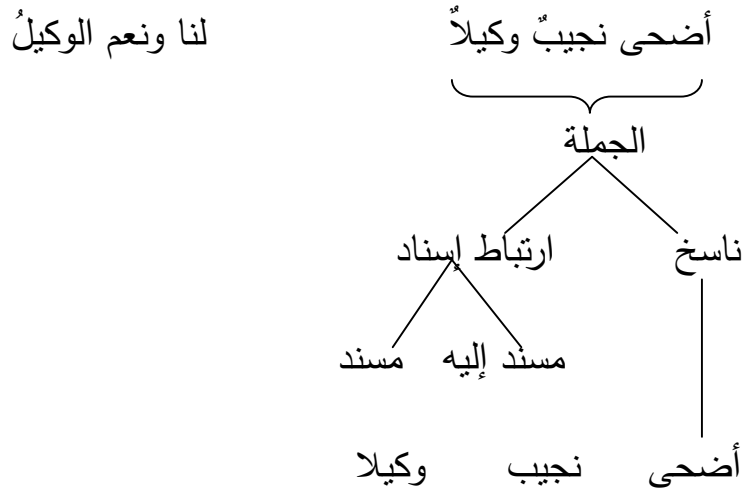 أضحى نجيبٌ وكيلاٌ لنا ونعم الوكيلُ
الجملة
ناسخ ارتباط إسناد
مسند إليه مسند
أضحى نجيب وكيلا